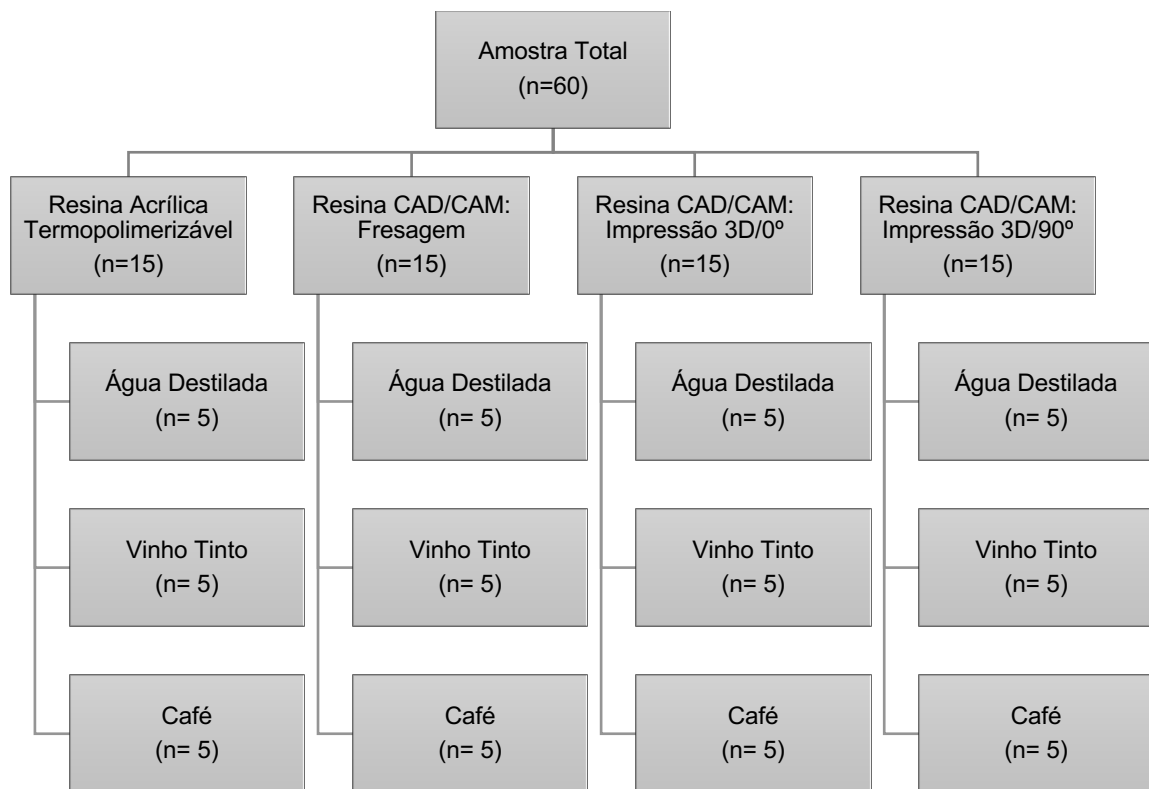 Amostra Total
(n=60)
Resina Acrílica
Termopolimerizável
(n=15)
Resina CAD/CAM:
Fresagem
(n=15)
Resina CAD/CAM:
Impressão 3D/0º
(n=15)
Resina CAD/CAM:
Impressão 3D/90º
(n=15)
Água Destilada
(n= 5)
Água Destilada
(n= 5)
Água Destilada
(n= 5)
Água Destilada
(n= 5)
Vinho Tinto
(n= 5)
Vinho Tinto
(n= 5)
Vinho Tinto
(n= 5)
Vinho Tinto
(n= 5)
Café
(n= 5)
Café
(n= 5)
Café
(n= 5)
Café
(n= 5)